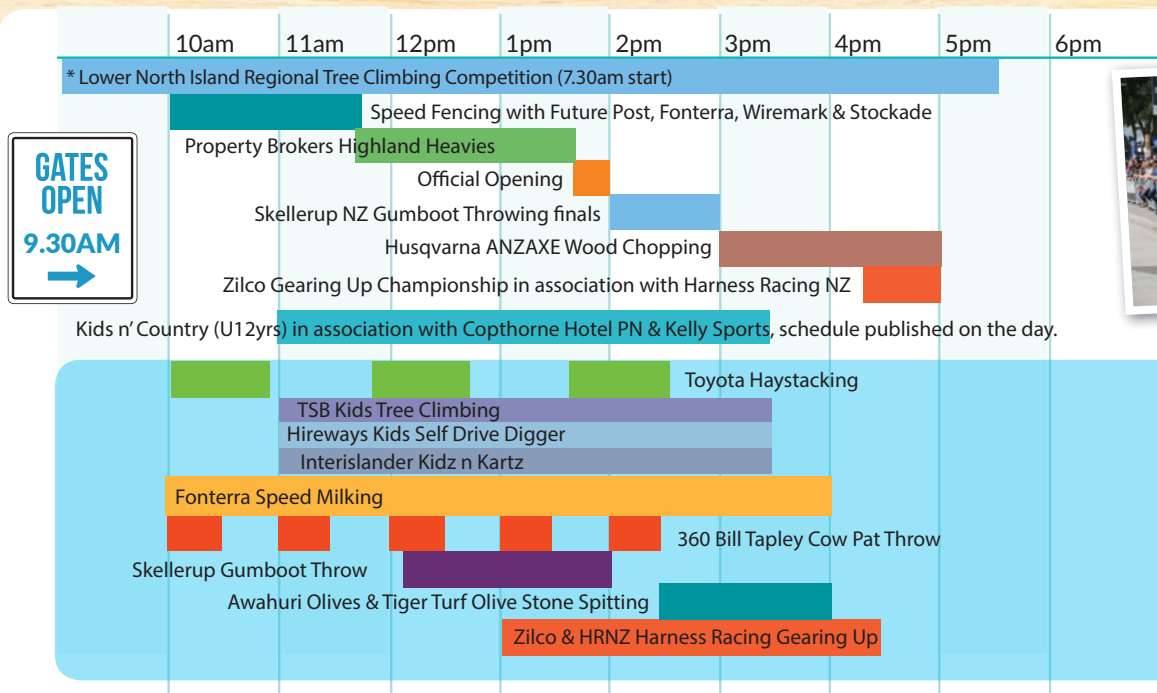 10am 11am 12pm 1pm 2pm 3pm 4pm 5pm 6pm
* Lower North Island Regional Tree Climbing Competition (7.30am start)
Speed Fencing with Future Post, Fonterra, Wiremark & Stockade
Property Brokers Highland Heavies
GATES
OPEN
9.30AM
Official Opening
Skellerup NZ Gumboot Throwing finals
Husqvarna ANZAXE Wood Chopping
Zilco Gearing Up Championship in association with Harness Racing NZ
Kids n' Country (U12yrs) in association with Copthorne Hotel PN & Kelly Sports, schedule published on the day.
Toyota Haystacking
TSB Kids Tree Climbing
Hireways Kids Self Drive Digger
Interislander Kidz n Kartz
Fonterra Speed Milking
360 Bill Tapley Cow Pat Throw
Skellerup Gumboot Throw
Awahuri Olives & Tiger Turf Olive Stone Spitting
Zilco & HRNZ Harness Racing Gearing Up